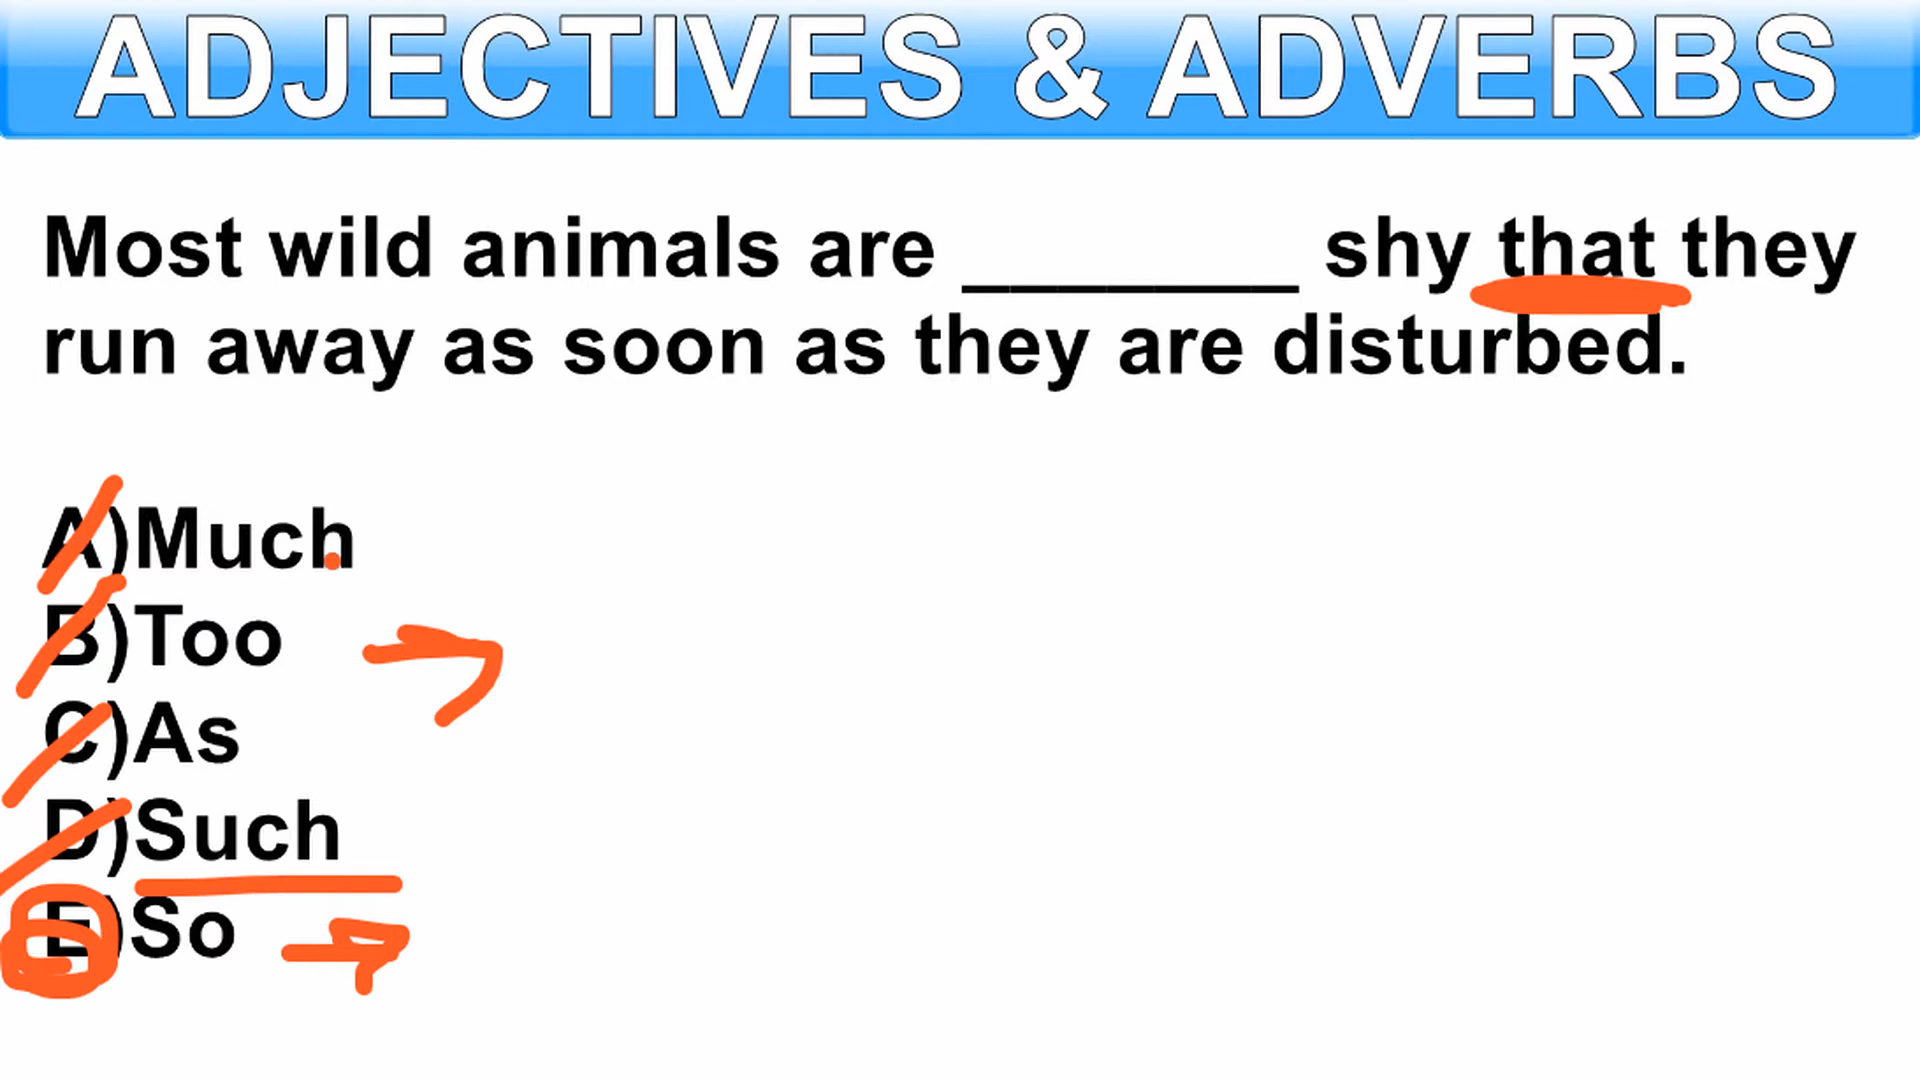 ADJECTIVES & ADVERBS
Most wild animals are _______ shy that they
run away as soon as they are disturbed.
A)Much
B)Too
C)As
D)Such
E)So